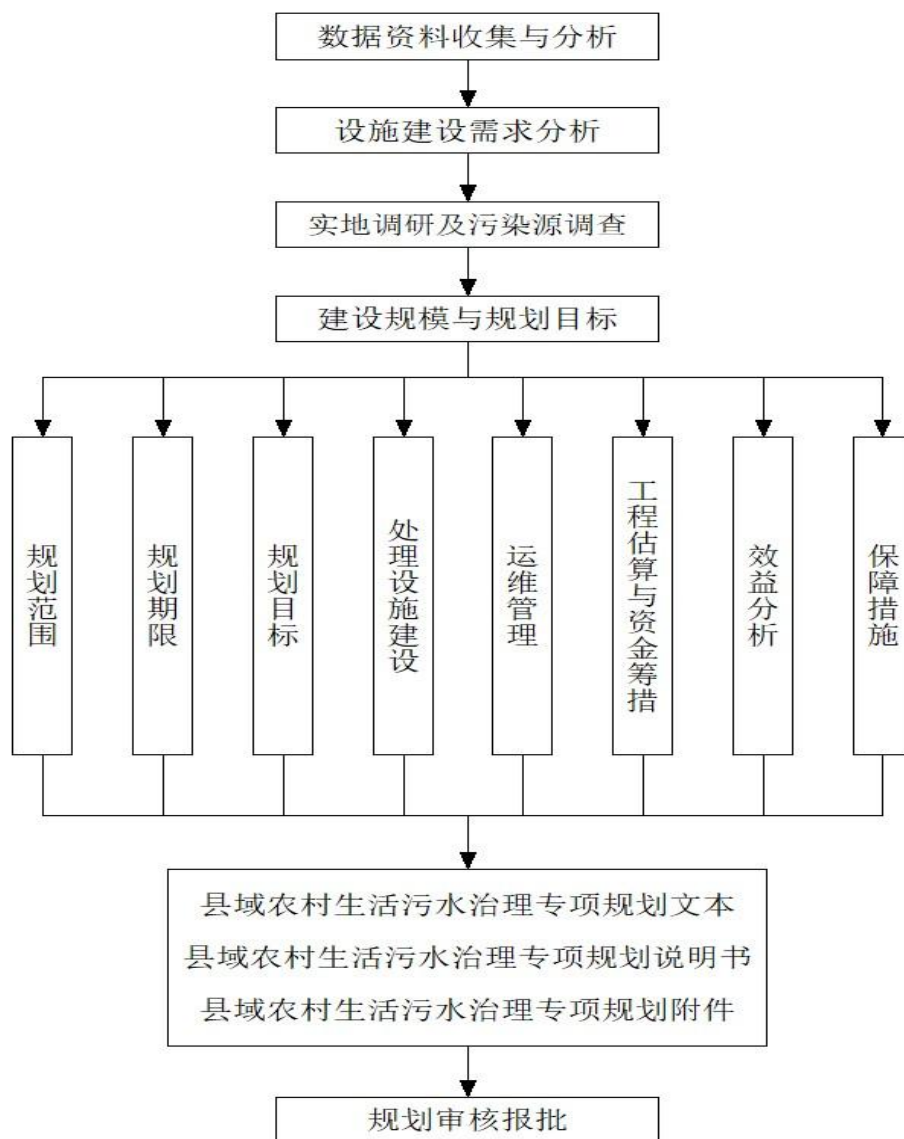 数据资料收集与分析
设施建设需求分析
实地调研及污染源调查
建设规模与规划目标
规划范围
规划期限
规划目标
处理设施建设
运维管理
工程估算与资金筹措
效益分析
保障措施
县域农村生活污水治理专项规划文本
县域农村生活污水治理专项规划说明书
县域农村生活污水治理专项规划附件
规划审核报批